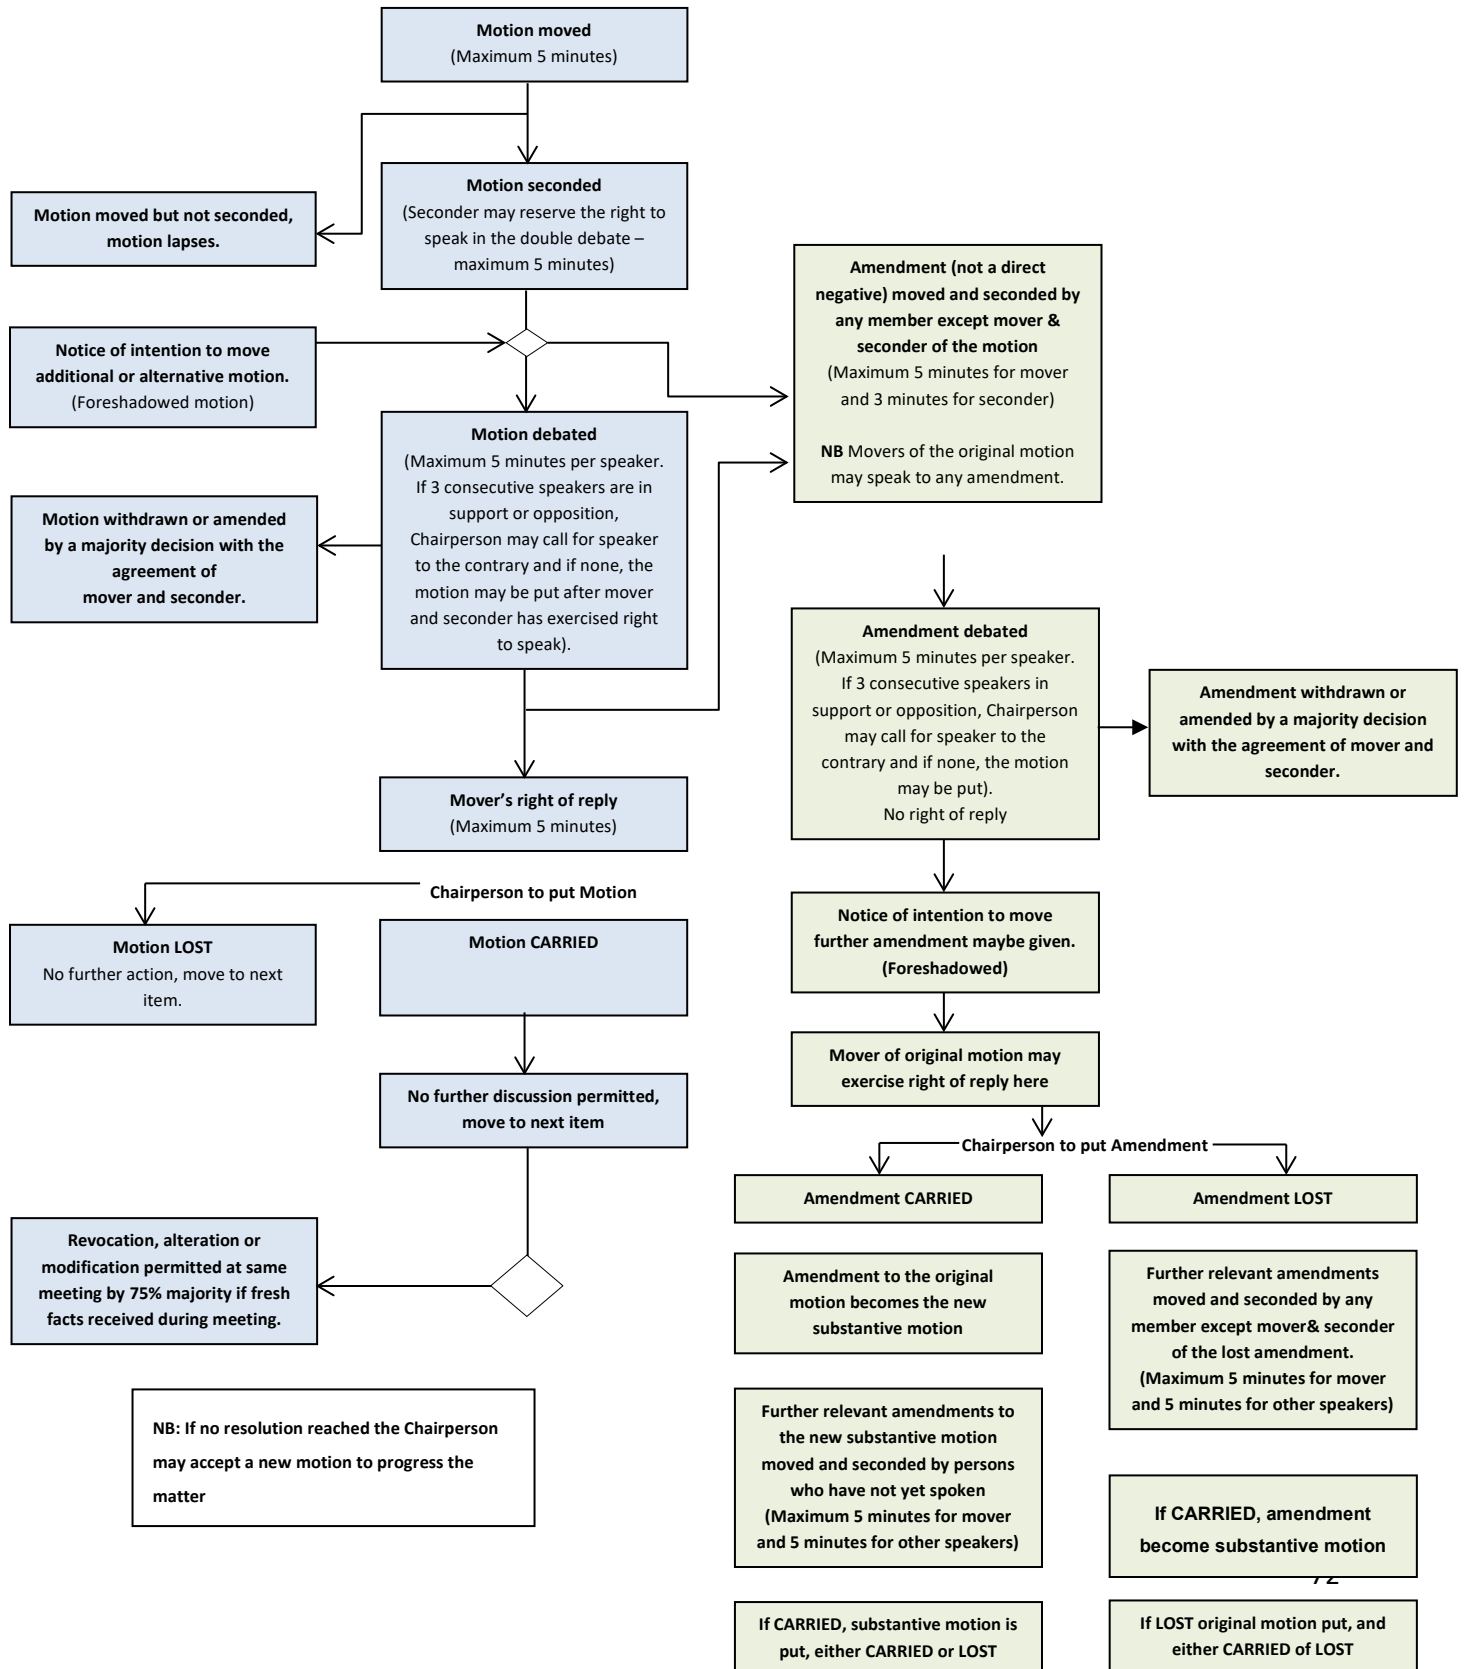 Motion moved
(Maximum 5 minutes)
Motion seconded
(Seconder may reserve the right to
speak in the double debate –
maximum 5 minutes)
Motion moved but not seconded,
motion lapses.
Notice of intention to move
additional or alternative motion.
(Foreshadowed motion)
Motion debated
(Maximum 5 minutes per speaker.
If 3 consecutive speakers are in
support or opposition,
Chairperson may call for speaker
to the contrary and if none, the
motion may be put after mover
and seconder has exercised right
to speak).
Motion withdrawn or amended
by a majority decision with the
agreement of
mover and seconder.
Mover’s right of reply
(Maximum 5 minutes)
Chairperson to put Motion
Motion LOST
No further action, move to next
item.
Motion CARRIED
No further discussion permitted,
move to next item
Revocation, alteration or
modification permitted at same
meeting by 75% majority if fresh
facts received during meeting.
NB: If no resolution reached the Chairperson
may accept a new motion to progress the
matter
Amendment (not a direct
negative) moved and seconded by
any member except mover &
seconder of the motion
(Maximum 5 minutes for mover
and 3 minutes for seconder)
NB Movers of the original motion
may speak to any amendment.
Amendment debated
(Maximum 5 minutes per speaker.
If 3 consecutive speakers in
support or opposition, Chairperson
may call for speaker to the
contrary and if none, the motion
may be put).
No right of reply
Amendment withdrawn or
amended by a majority decision
with the agreement of mover and
seconder.
Notice of intention to move
further amendment maybe given.
(Foreshadowed)
Mover of original motion may
exercise right of reply here
Chairperson to put Amendment
Amendment CARRIED
Amendment to the original
motion becomes the new
substantive motion
Further relevant amendments to
the new substantive motion
moved and seconded by persons
who have not yet spoken
(Maximum 5 minutes for mover
and 5 minutes for other speakers)
If CARRIED, substantive motion is
put, either CARRIED or LOST
Amendment LOST
Further relevant amendments
moved and seconded by any
member except mover& seconder
of the lost amendment.
(Maximum 5 minutes for mover
and 5 minutes for other speakers)
If CARRIED, amendment
become substantive motion
If LOST original motion put, and
either CARRIED of LOST